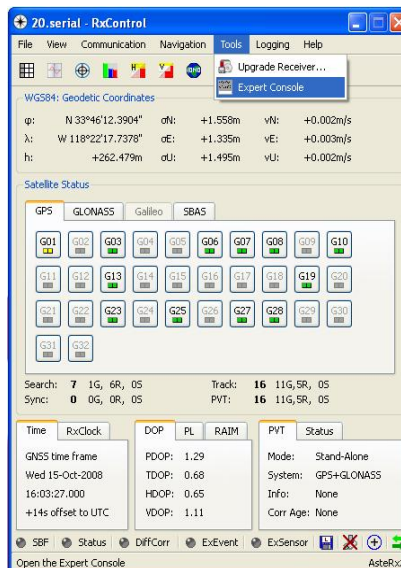 20.serial - RxControl
File View Communication Navigation Tools Logging Help
Upgrade Receiver...
Expert Console
WGS84: Geodetic Coordinates
φ: N 33°46'12.3904" σN: +1.558m vN: +0.002m/s
λ: W 118°22'17.7378" σE: +1.335m vE: +0.003m/s
h: +262.479m σU: +1.495m vU: +0.002m/s
Satellite Status
GPS GLONASS Galileo SBAS
G01 G02 G03 G04 G05 G06 G07 G08 G09 G10
G11 G12 G13 G14 G15 G16 G17 G18 G19 G20
G21 G22 G23 G24 G25 G26 G27 G28 G29 G30
G31 G32
Search: 7 1G, 6R, 0S Track: 16 11G,5R, 0S
Sync: 0 0G, 0R, 0S PVT: 16 11G,5R, 0S
Time RxClock DOP PL RAIM PVT Status
GNSS time frame PDOP: 1.29 Mode: Stand-Alone
Wed 15-Oct-2008 TDOP: 0.68 System: GPS+GLONASS
16:03:27.000 HDOP: 0.65 Info: None
+14s offset to UTC VDOP: 1.11 Corr Age: None
SBF Status DiffCorr ExEvent ExSensor
Open the Expert Console AsteRx2